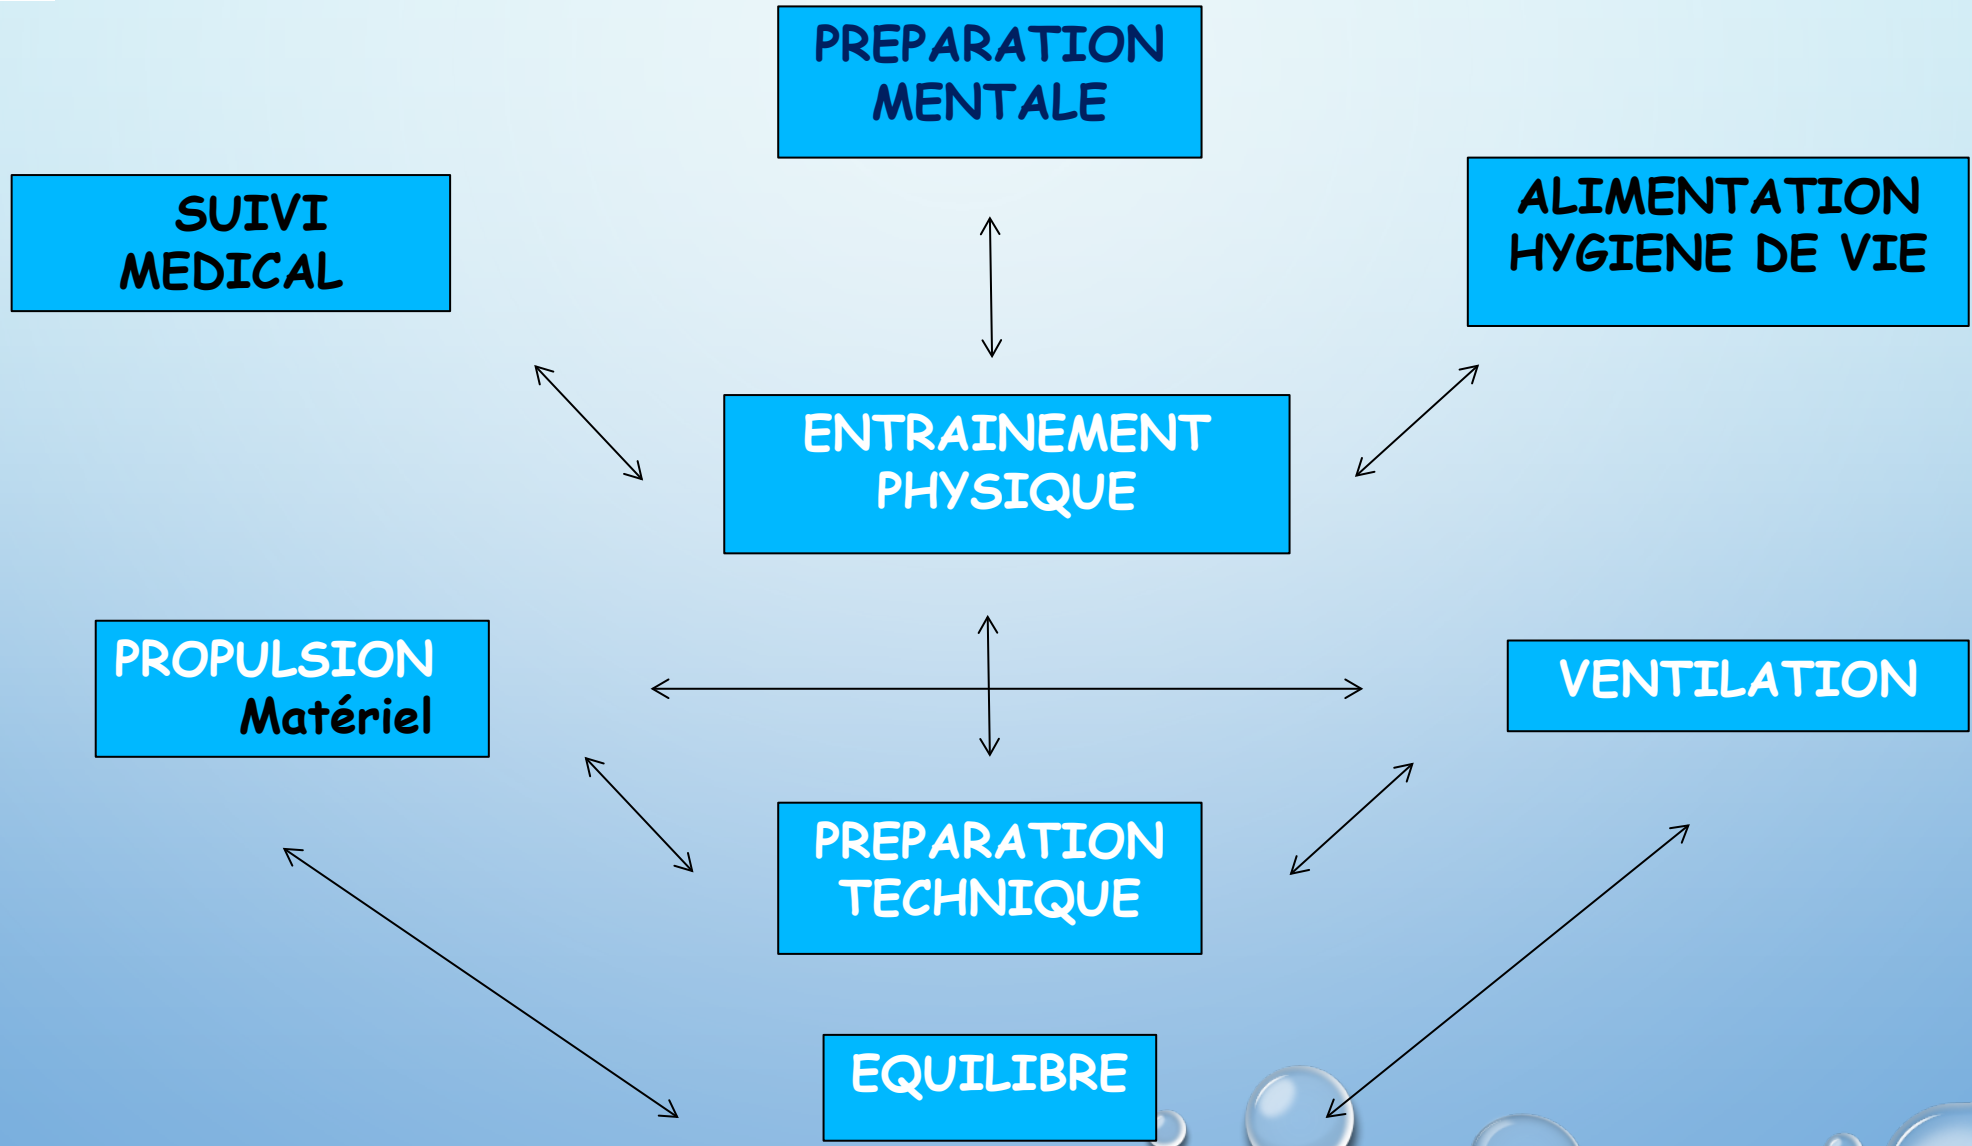 PREPARATION
MENTALE
SUIVI
MEDICAL
ALIMENTATION
HYGIENE DE VIE
ENTRAINEMENT
PHYSIQUE
PROPULSION
Matériel
VENTILATION
PREPARATION
TECHNIQUE
EQUILIBRE